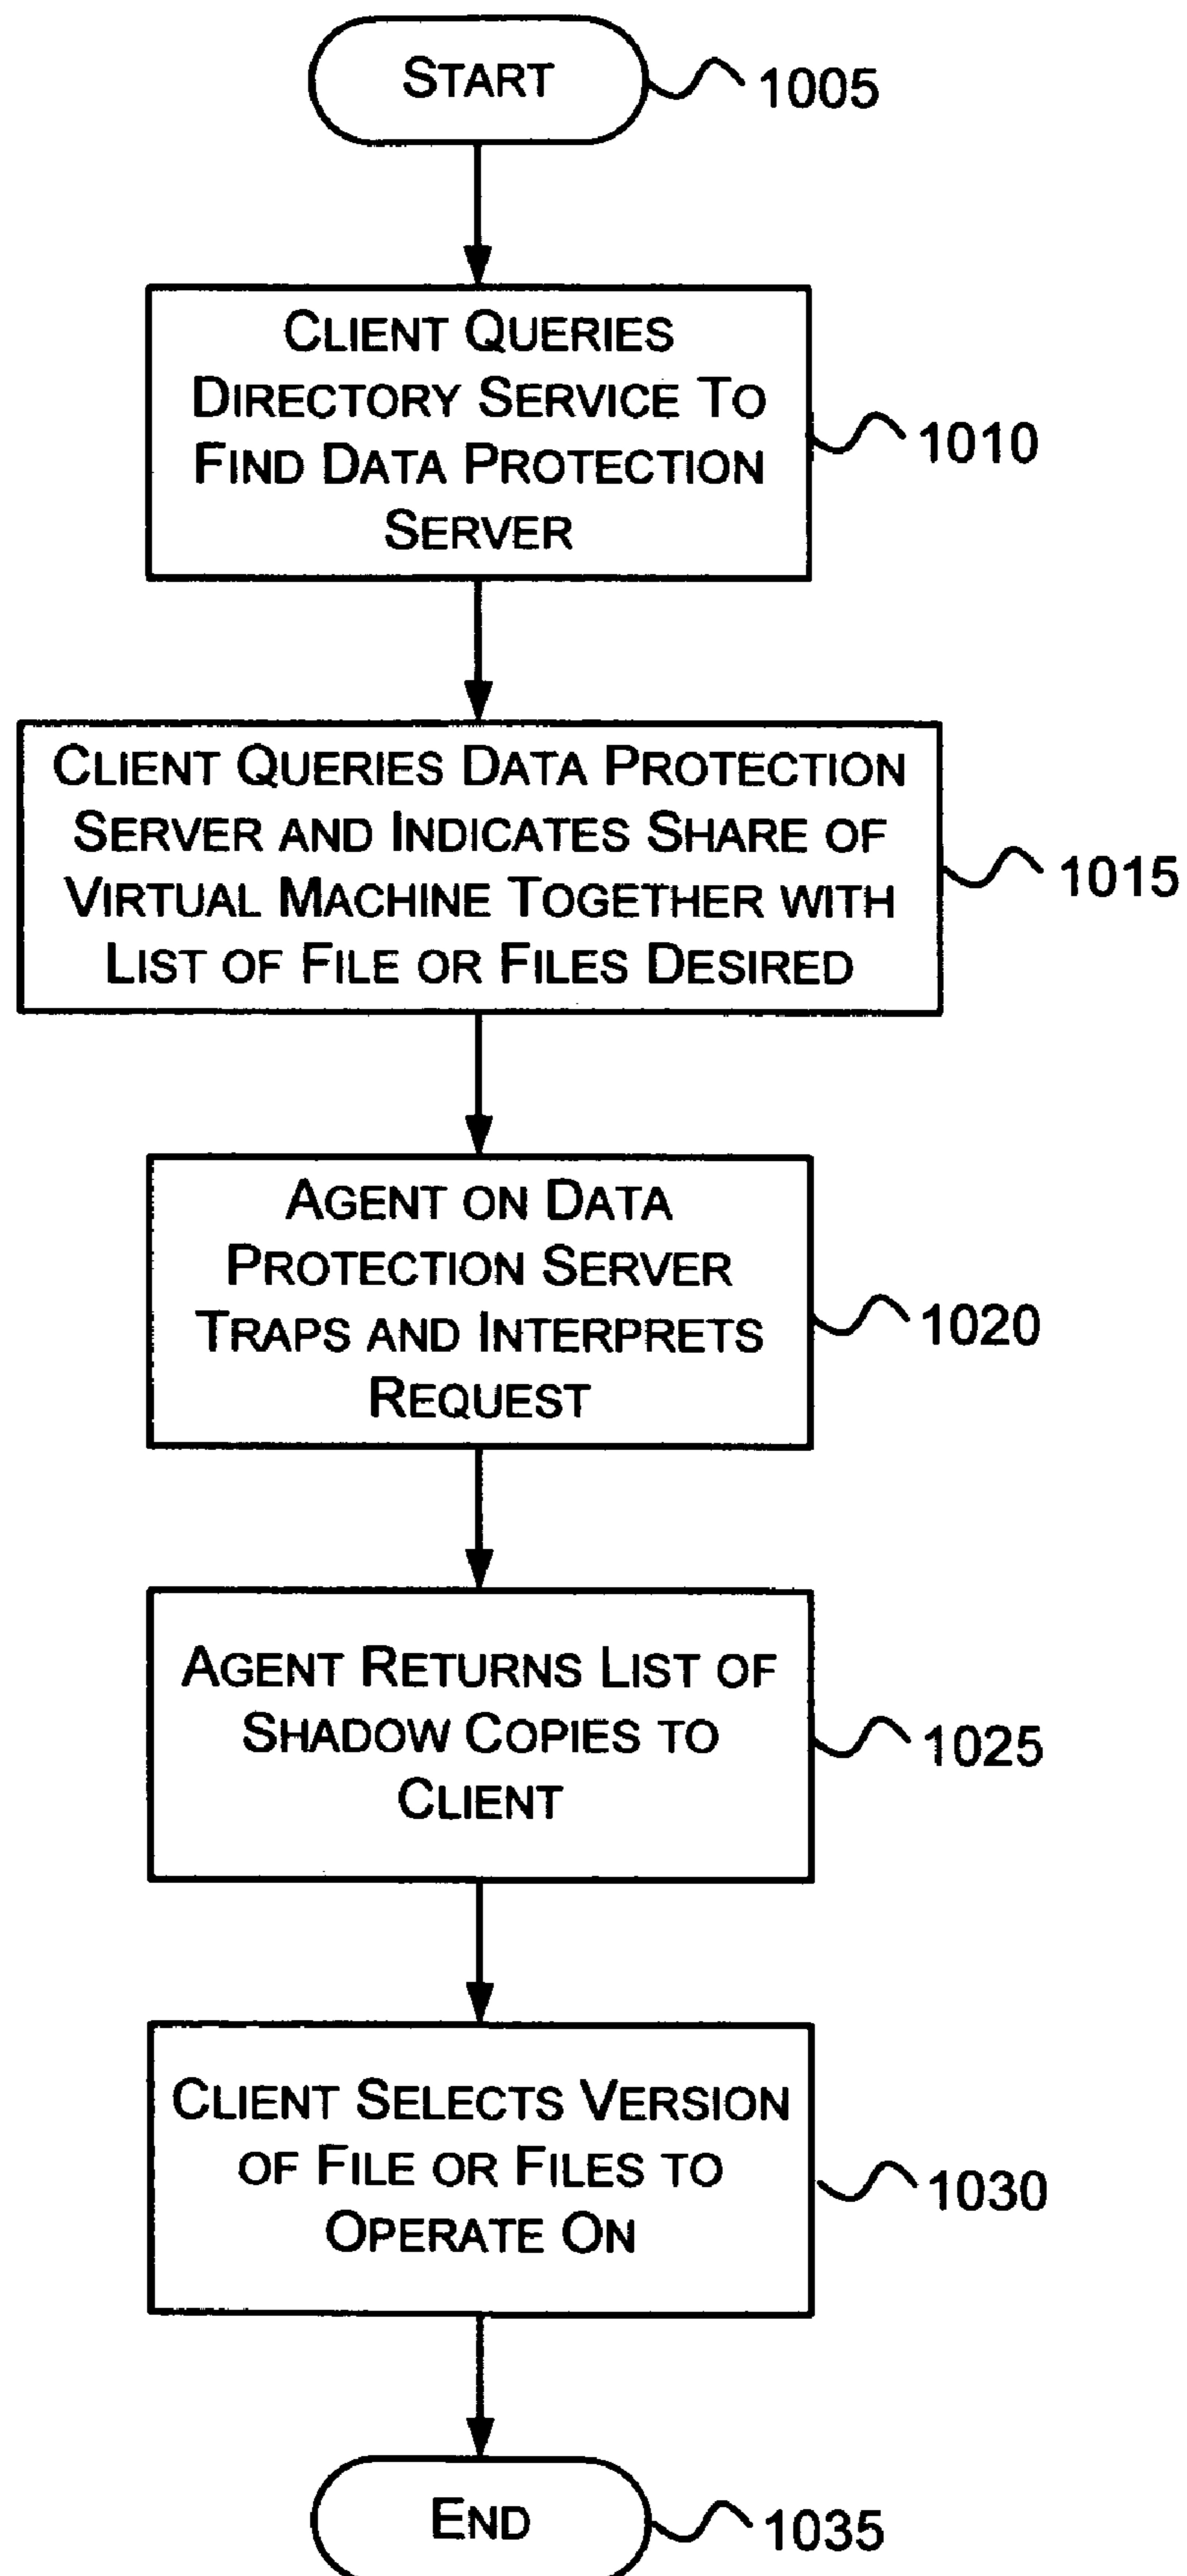 START
1005
CLIENT QUERIES
DIRECTORY SERVICE TO
FIND DATA PROTECTION
SERVER
1010
CLIENT QUERIES DATA PROTECTION
SERVER AND INDICATES SHARE OF
VIRTUAL MACHINE TOGETHER WITH
LIST OF FILE OR FILES DESIRED
1015
AGENT ON DATA
PROTECTION SERVER
TRAPS AND INTERPRETS
REQUEST
1020
AGENT RETURNS LIST OF
SHADOW COPIES TO
CLIENT
1025
CLIENT SELECTS VERSION
OF FILE OR FILES TO
OPERATE ON
1030
END
1035